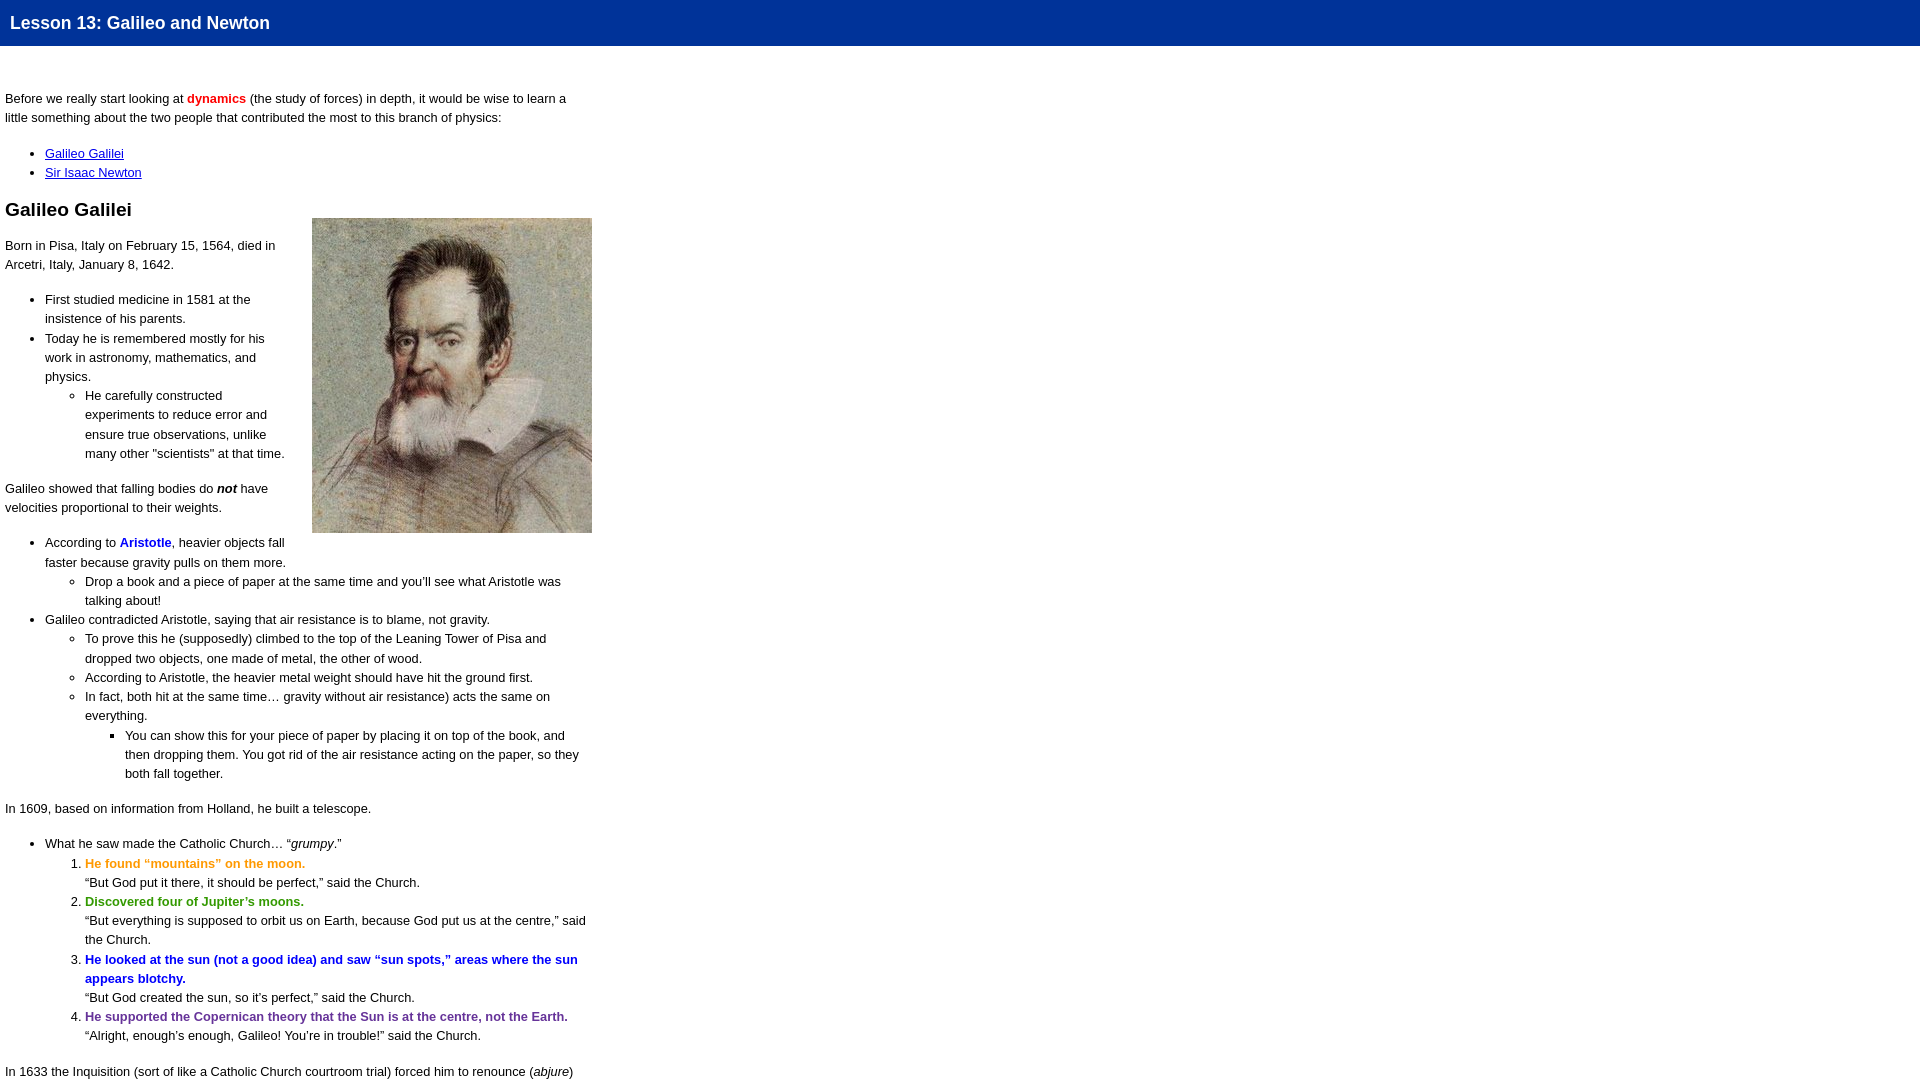 Lesson 13: Galileo and Newton
Before we really start looking at dynamics (the study of forces) in depth, it would be wise to learn a
little something about the two people that contributed the most to this branch of physics:
• Galileo Galilei
• Sir Isaac Newton
Galileo Galilei
Born in Pisa, Italy on February 15, 1564, died in
Arcetri, Italy, January 8, 1642.
• First studied medicine in 1581 at the
insistence of his parents.
• Today he is remembered mostly for his
work in astronomy, mathematics, and
physics.
◦ He carefully constructed
experiments to reduce error and
ensure true observations, unlike
many other "scientists" at that time.
Galileo showed that falling bodies do not have
velocities proportional to their weights.
• According to Aristotle, heavier objects fall
faster because gravity pulls on them more.
◦ Drop a book and a piece of paper at the same time and you’ll see what Aristotle was
talking about!
• Galileo contradicted Aristotle, saying that air resistance is to blame, not gravity.
◦ To prove this he (supposedly) climbed to the top of the Leaning Tower of Pisa and
dropped two objects, one made of metal, the other of wood.
◦ According to Aristotle, the heavier metal weight should have hit the ground first.
◦ In fact, both hit at the same time… gravity without air resistance) acts the same on
everything.
▪ You can show this for your piece of paper by placing it on top of the book, and
then dropping them. You got rid of the air resistance acting on the paper, so they
both fall together.
In 1609, based on information from Holland, he built a telescope.
• What he saw made the Catholic Church… “grumpy.”
1. He found “mountains” on the moon.
“But God put it there, it should be perfect,” said the Church.
2. Discovered four of Jupiter’s moons.
“But everything is supposed to orbit us on Earth, because God put us at the centre,” said
the Church.
3. He looked at the sun (not a good idea) and saw “sun spots,” areas where the sun
appears blotchy.
“But God created the sun, so it’s perfect,” said the Church.
4. He supported the Copernican theory that the Sun is at the centre, not the Earth.
“Alright, enough’s enough, Galileo! You’re in trouble!” said the Church.
In 1633 the Inquisition (sort of like a Catholic Church courtroom trial) forced him to renounce (abjure)